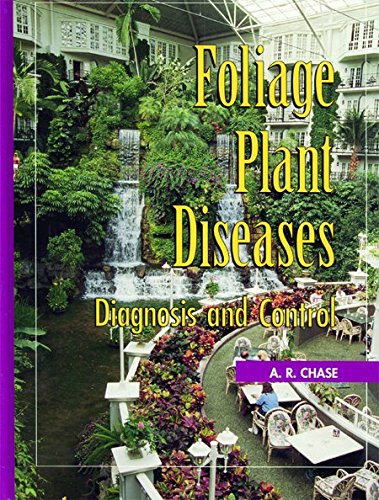 Foliage
Plant
Diseases
Diagnosis and Control
A. R. CHASE